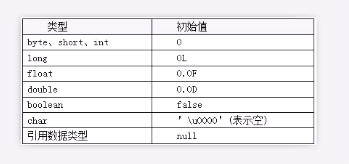 类型 初始值
byte、short、int 0
long 0L
float 0.0F
double 0.0D
boolean false
char '\u0000'(表示空)
引用数据类型 null